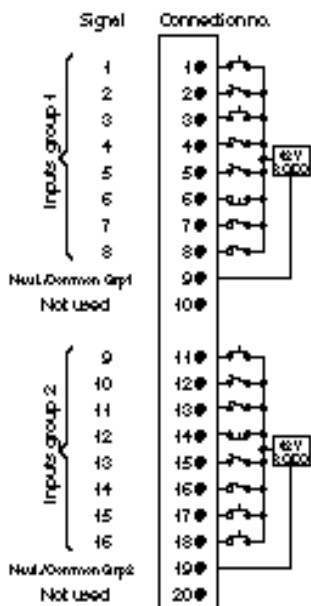 Signal Connection no.
1 1
2 2
3 3
4 4
5 5
6 6
7 7
8 8
Inputs group 1
Neut./Common Grp1 9
Not used 10
9 11
10 12
11 13
12 14
13 15
14 16
15 17
16 18
Inputs group 2
Neut./Common Grp2 19
Not used 20